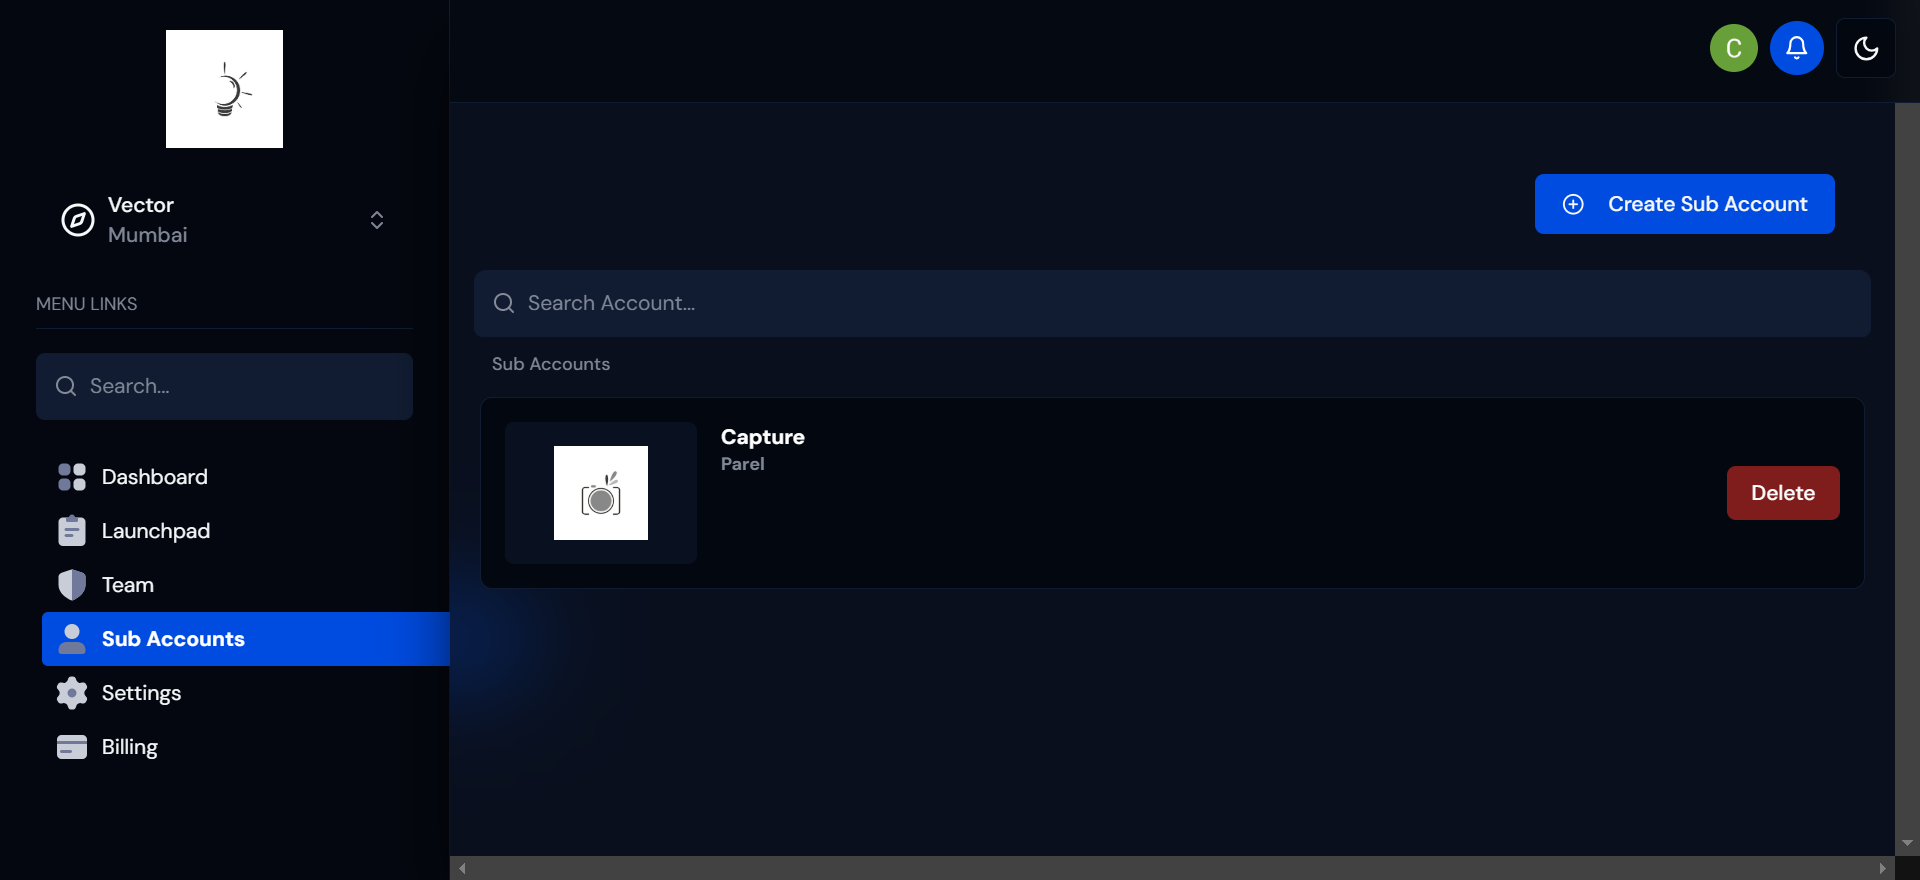 Vector
Mumbai
MENU LINKS
Search...
Dashboard
Launchpad
Team
Sub Accounts
Settings
Billing
C
Create Sub Account
Search Account...
Sub Accounts
Capture
Parel
Delete